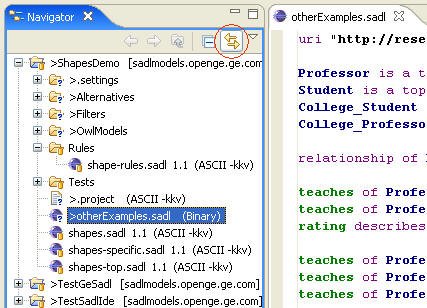 Navigator
>ShapesDemo [sadlmodels.openge.ge.com
>.settings
>Alternatives
>Filters
>OwlModels
Rules
shape-rules.sadl 1.1 (ASCII -kkv)
Tests
>.project (ASCII -kkv)
>otherExamples.sadl (Binary)
shapes.sadl 1.1 (ASCII -kkv)
shapes-specific.sadl 1.1 (ASCII -kkv)
shapes-top.sadl 1.1 (ASCII -kkv)
>TestGeSadl [sadlmodels.openge.ge.com]
>TestSadlIde [sadlmodels.openge.ge.com]
otherExamples.sadl
uri "http://rese
Professor is a t
Student is a top
College_Student
College_Professo
relationship of
teaches of Profe
teaches of Profe
rating describes
teaches of Profe
teaches of Profe
teaches of Profe